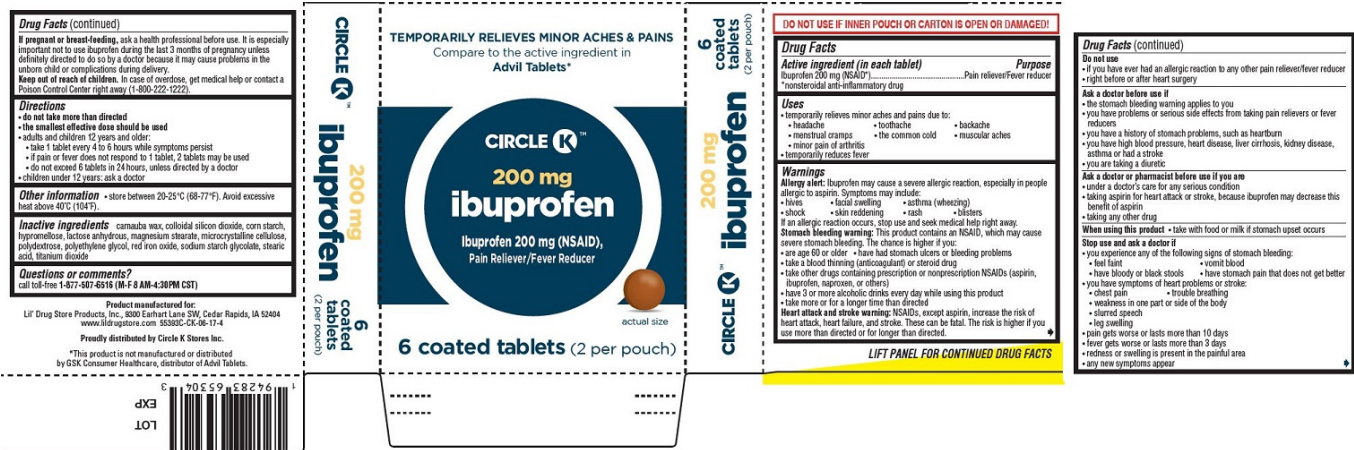 Drug Facts (continued)
If pregnant or breast-feeding, ask a health professional before use. It is especially
important not to use ibuprofen during the last 3 months of pregnancy unless
definitely directed to do so by a doctor because it may cause problems in the
unborn child or complications during delivery.
Keep out of reach of children. In case of overdose, get medical help or contact a
Poison Control Center right away (1-800-222-1222).
Directions
• do not take more than directed
• the smallest effective dose should be used
• adults and children 12 years and older:
• take 1 tablet every 4 to 6 hours while symptoms persist
• if pain or fever does not respond to 1 tablet, 2 tablets may be used
• do not exceed 6 tablets in 24 hours, unless directed by a doctor
• children under 12 years: ask a doctor
Other information • store between 20-25°C (68-77°F). Avoid excessive
heat above 40°C (104°F).
Inactive ingredients carnauba wax, colloidal silicon dioxide, corn starch,
hypromellose, lactose anhydrous, magnesium stearate, microcrystalline cellulose,
polydextrose, polyethylene glycol, red iron oxide, sodium starch glycolate, stearic
acid, titanium dioxide
Questions or comments?
call toll-free 1-877-507-6516 (M-F 8 AM-4:30PM CST)
Product manufactured for:
Lil' Drug Store Products, Inc., 9300 Earhart Lane SW, Cedar Rapids, IA 52404
www.lildrugstore.com 55393C-CK-06-17-4
Proudly distributed by Circle K Stores Inc.
*This product is not manufactured or distributed
by GSK Consumer Healthcare, distributor of Advil Tablets.
1 94283 65304 3
LOT
EXP
CIRCLE K™
200 mg
ibuprofen
6
coated
tablets
(2 per pouch)
TEMPORARILY RELIEVES MINOR ACHES & PAINS
Compare to the active ingredient in
Advil Tablets*
CIRCLE K™
200 mg
ibuprofen
Ibuprofen 200 mg (NSAID),
Pain Reliever/Fever Reducer
actual size
6 coated tablets (2 per pouch)
6
coated
tablets
(2 per pouch)
200 mg
ibuprofen
CIRCLE K™
DO NOT USE IF INNER POUCH OR CARTON IS OPEN OR DAMAGED!
Drug Facts
Active ingredient (in each tablet) Purpose
Ibuprofen 200 mg (NSAID*)......................................Pain reliever/Fever reducer
*nonsteroidal anti-inflammatory drug
Uses
• temporarily relieves minor aches and pains due to:
• headache • toothache • backache
• menstrual cramps • the common cold • muscular aches
• minor pain of arthritis
• temporarily reduces fever
Warnings
Allergy alert: Ibuprofen may cause a severe allergic reaction, especially in people
allergic to aspirin. Symptoms may include:
• hives • facial swelling • asthma (wheezing)
• shock • skin reddening • rash • blisters
If an allergic reaction occurs, stop use and seek medical help right away.
Stomach bleeding warning: This product contains an NSAID, which may cause
severe stomach bleeding. The chance is higher if you:
• are age 60 or older • have had stomach ulcers or bleeding problems
• take a blood thinning (anticoagulant) or steroid drug
• take other drugs containing prescription or nonprescription NSAIDs (aspirin,
ibuprofen, naproxen, or others)
• have 3 or more alcoholic drinks every day while using this product
• take more or for a longer time than directed
Heart attack and stroke warning: NSAIDs, except aspirin, increase the risk of
heart attack, heart failure, and stroke. These can be fatal. The risk is higher if you
use more than directed or for longer than directed.
LIFT PANEL FOR CONTINUED DRUG FACTS
Drug Facts (continued)
Do not use
• if you have ever had an allergic reaction to any other pain reliever/fever reducer
• right before or after heart surgery
Ask a doctor before use if
• the stomach bleeding warning applies to you
• you have problems or serious side effects from taking pain relievers or fever
reducers
• you have a history of stomach problems, such as heartburn
• you have high blood pressure, heart disease, liver cirrhosis, kidney disease,
asthma or had a stroke
• you are taking a diuretic
Ask a doctor or pharmacist before use if you are
• under a doctor's care for any serious condition
• taking aspirin for heart attack or stroke, because ibuprofen may decrease this
benefit of aspirin
• taking any other drug
When using this product • take with food or milk if stomach upset occurs
Stop use and ask a doctor if
• you experience any of the following signs of stomach bleeding:
• feel faint • vomit blood
• have bloody or black stools • have stomach pain that does not get better
• you have symptoms of heart problems or stroke:
• chest pain • trouble breathing
• weakness in one part or side of the body
• slurred speech
• leg swelling
• pain gets worse or lasts more than 10 days
• fever gets worse or lasts more than 3 days
• redness or swelling is present in the painful area
• any new symptoms appear